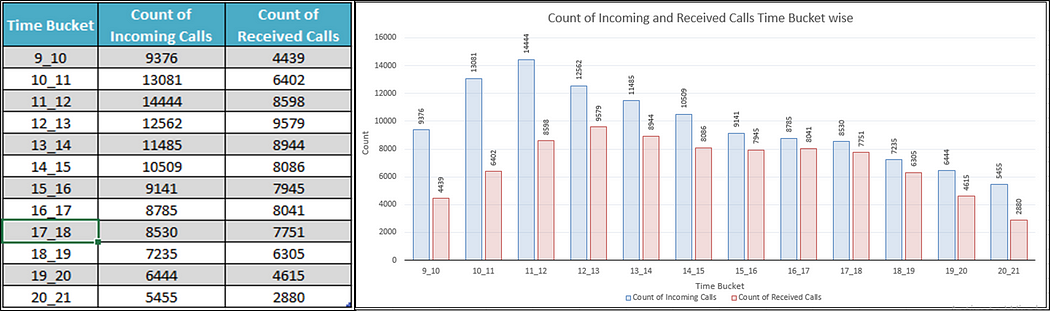 Time Bucket Count of Incoming Calls Count of Received Calls
9_10 9376 4439
10_11 13081 6402
11_12 14444 8598
12_13 12562 9579
13_14 11485 8944
14_15 10509 8086
15_16 9141 7945
16_17 8785 8041
17_18 8530 7751
18_19 7235 6305
19_20 6444 4615
20_21 5455 2880
Count of Incoming and Received Calls Time Bucket wise
Count
16000
14000
12000
10000
8000
6000
4000
2000
0
9376 4439 13081 6402 14444 8598 12562 9579 11485 8944 10509 8086 9141 7945 8785 8041 8530 7751 7235 6305 6444 4615 5455 2880
9_10 10_11 11_12 12_13 13_14 14_15 15_16 16_17 17_18 18_19 19_20 20_21
Time Bucket
Count of Incoming Calls Count of Received Calls